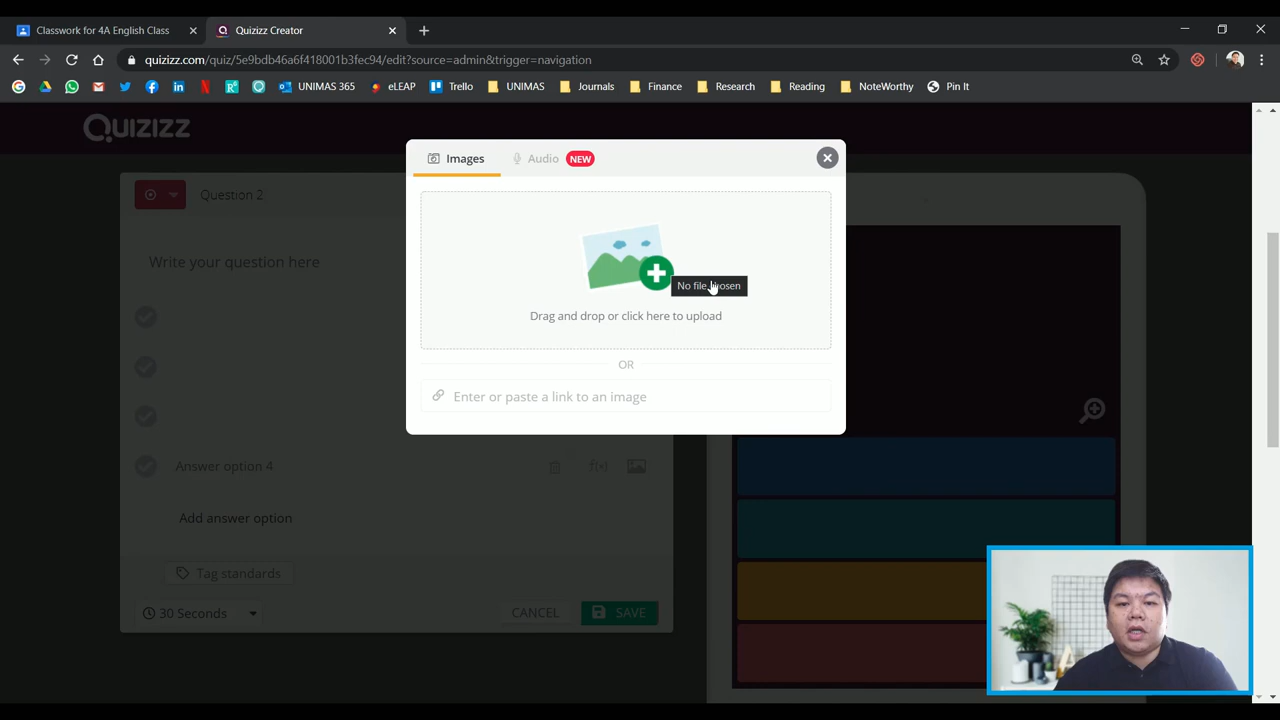 Classwork for 4A English Class
Quizizz Creator
quizizz.com/quiz/5e9bdb46a6f418001b3fec94/edit?source=admin&trigger=navigation
UNIMAS 365
eLEAP
Trello
UNIMAS
Journals
Finance
Research
Reading
NoteWorthy
Pin It
QUIZIZZ
Images
Audio
NEW
Question 2
Write your question here
No file chosen
Drag and drop or click here to upload
OR
Enter or paste a link to an image
Answer option 4
f(x)
Add answer option
Tag standards
30 Seconds
CANCEL
SAVE